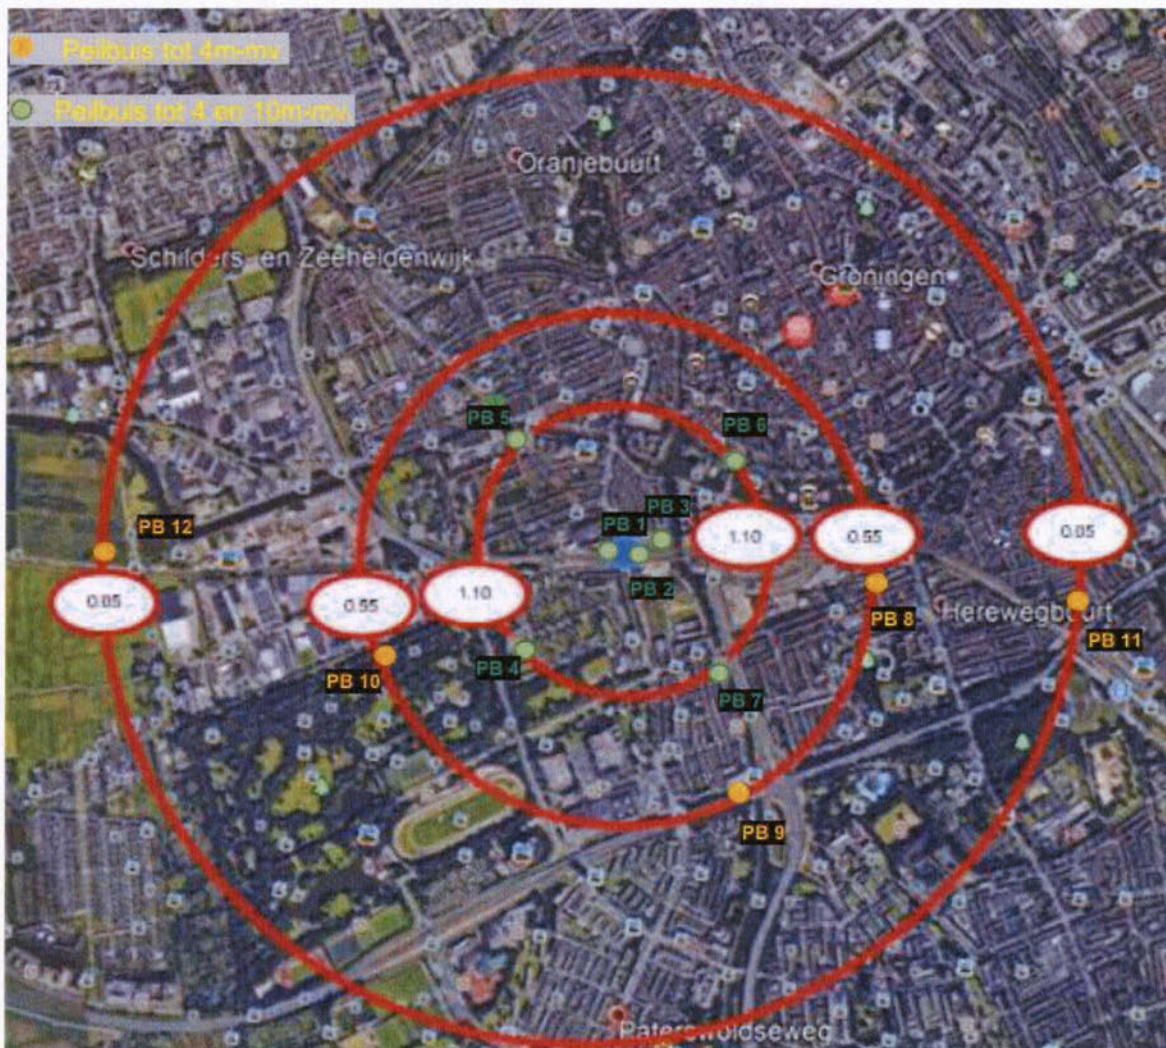 Peilbuis tot 4m-mv
Peilbuis tot 4 en 10m-mv.
Oranjebuurt
Schilders- en Zeeheldenwijk
Groningen
PB 5
PB 6
PB 12
PB 1
PB 3
1.10
0.55
0.05
PB 2
0.05
0.55
1.10
PB 8
Herewegbuurt
PB 11
PB 4
PB 10
PB 7
PB 9
Paterswoldseweg